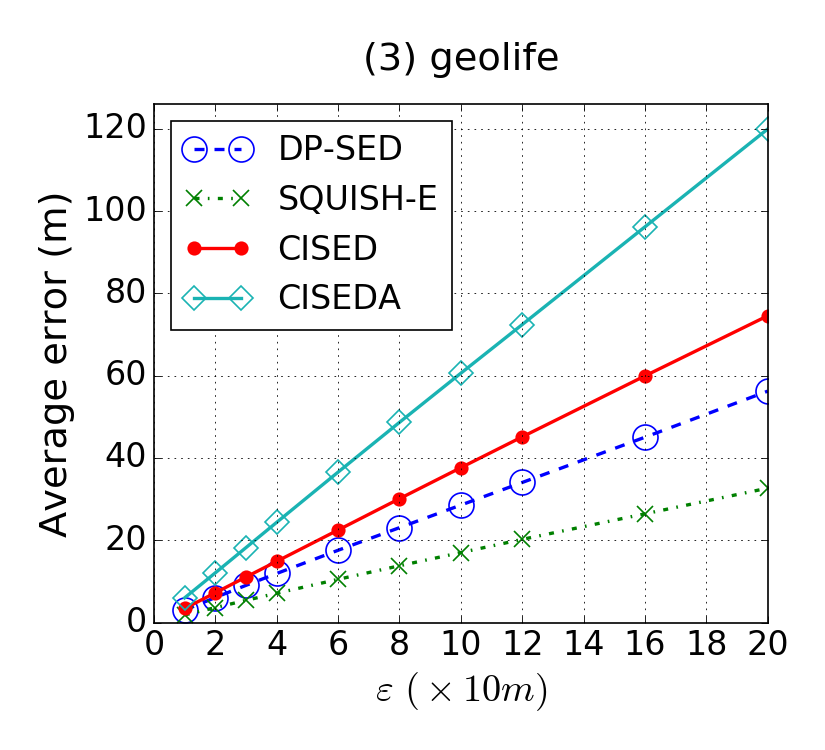 (3) geolife
Average error (m)
120
100
80
60
40
20
0
DP-SED
SQUISH-E
CISED
CISEDA
0 2 4 6 8 10 12 14 16 18 20
ε (×10m)